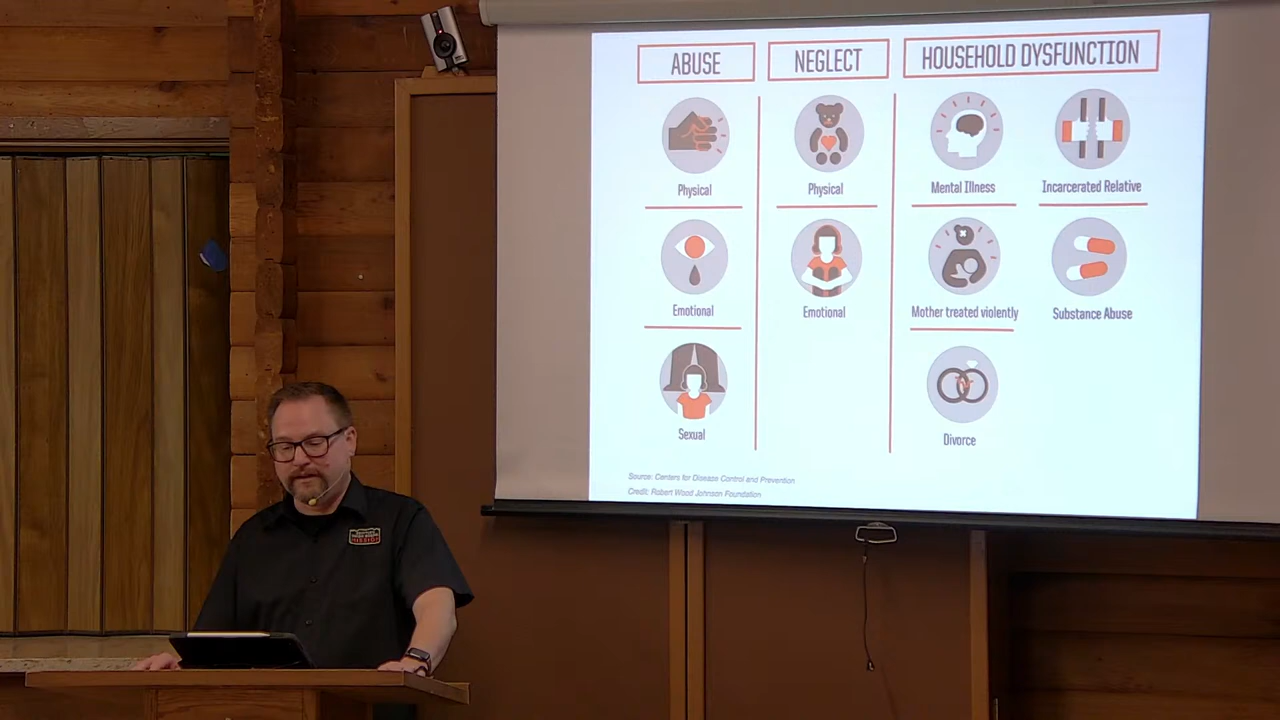 ABUSE
NEGLECT
HOUSEHOLD DYSFUNCTION
Physical
Physical
Mental Illness
Incarcerated Relative
Emotional
Emotional
Mother treated violently
Substance Abuse
Sexual
Divorce
Source: Centers for Disease Control and Prevention
Credit: Robert Wood Johnson Foundation
MISSION